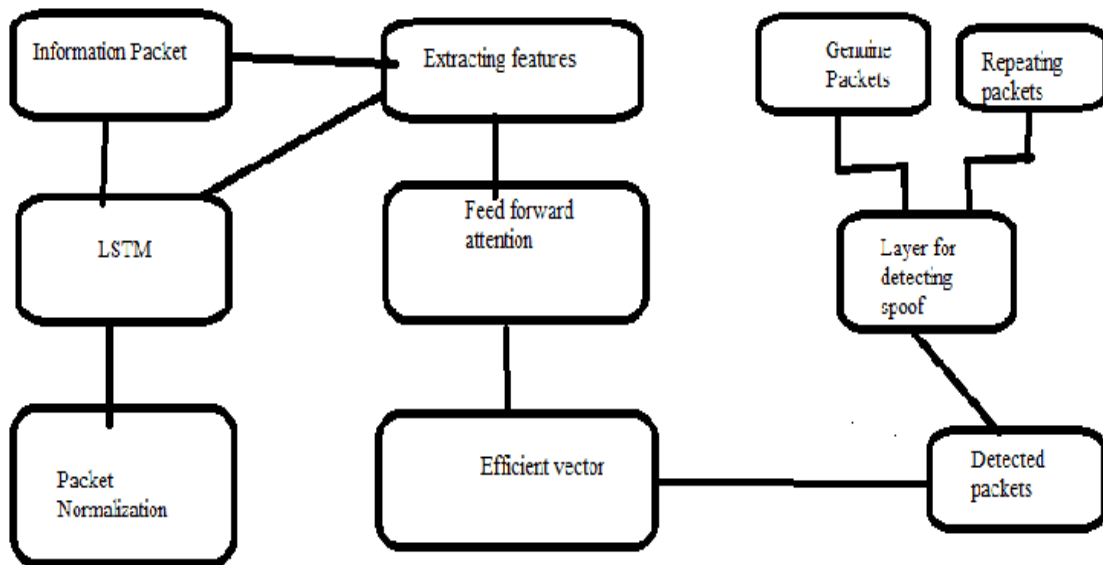 Information Packet
Extracting features
Genuine
Packets
Repeating
packets
LSTM
Feed forward
attention
Layer for
detecting
spoof
Packet
Normalization
Efficient vector
Detected
packets